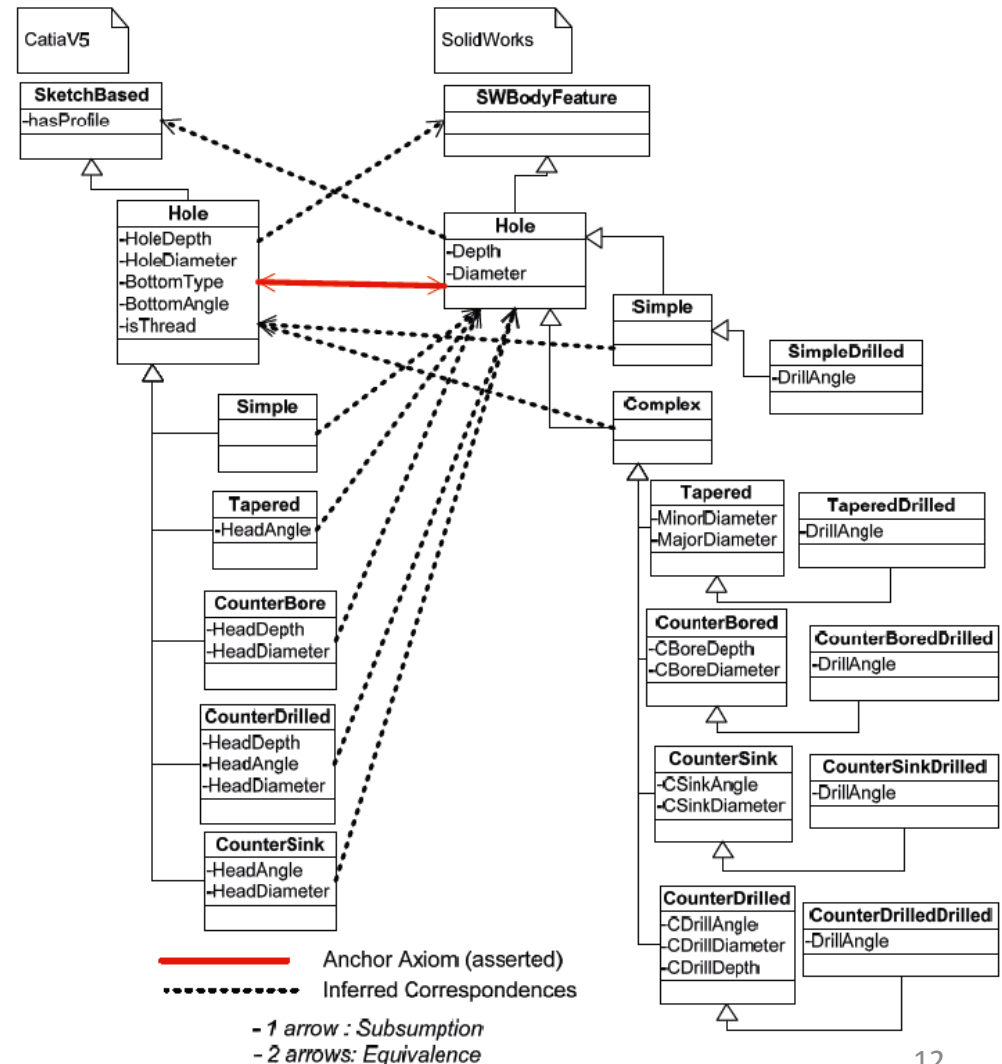 CatiaV5
SketchBased
-hasProfile
Hole
-HoleDepth
-HoleDiameter
-BottomType
-BottomAngle
-isThread
Simple
Tapered
-HeadAngle
CounterBore
-HeadDepth
-HeadDiameter
CounterDrilled
-HeadDepth
-HeadAngle
-HeadDiameter
CounterSink
-HeadAngle
-HeadDiameter
SolidWorks
SWBodyFeature
Hole
-Depth
-Diameter
Simple
SimpleDrilled
-DrillAngle
Complex
Tapered
-MinorDiameter
-MajorDiameter
TaperedDrilled
-DrillAngle
CounterBored
-CBoreDepth
-CBoreDiameter
CounterBoredDrilled
-DrillAngle
CounterSink
-CSinkAngle
-CSinkDiameter
CounterSinkDrilled
-DrillAngle
CounterDrilled
-CDrillAngle
-CDrillDiameter
-CDrillDepth
CounterDrilledDrilled
-DrillAngle
Anchor Axiom (asserted)
Inferred Correspondences
- 1 arrow : Subsumption
- 2 arrows: Equivalence
12